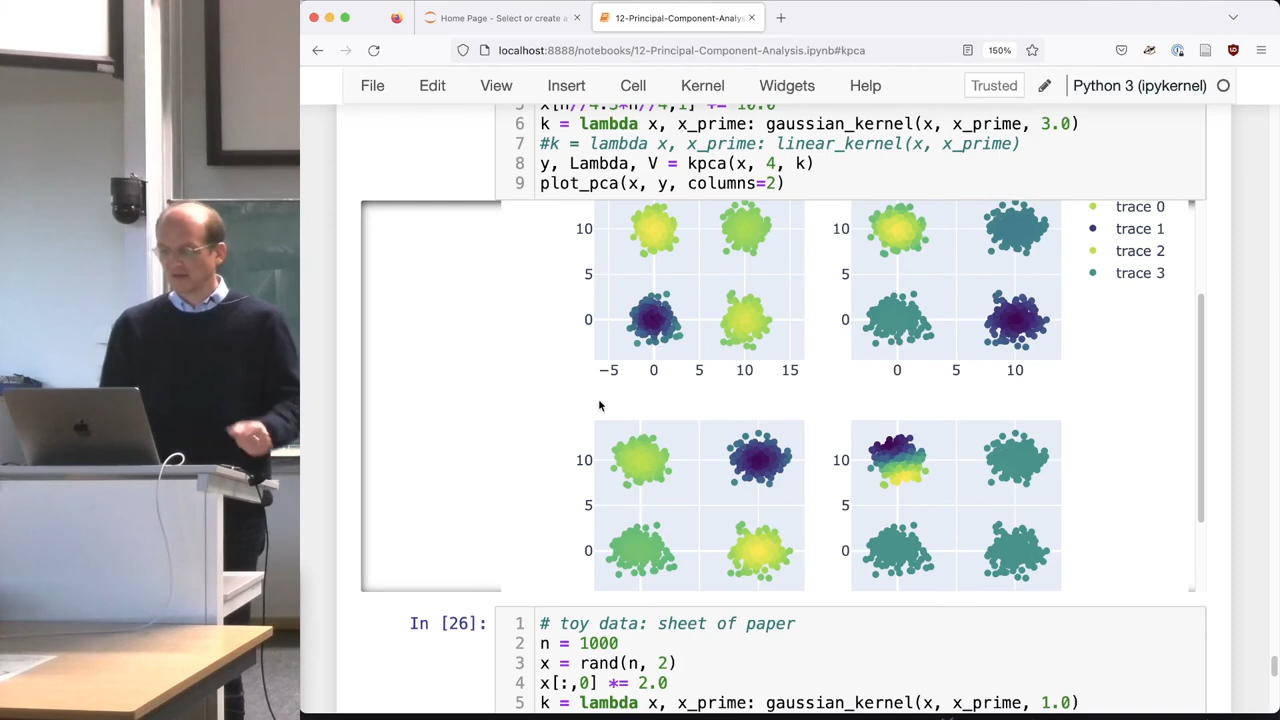 Home Page - Select or create a
12-Principal-Component-Analys
localhost:8888/notebooks/12-Principal-Component-Analysis.ipynb#kpca
150%
File Edit View Insert Cell Kernel Widgets Help
Trusted
Python 3 (ipykernel)
6 k = lambda x, x_prime: gaussian_kernel(x, x_prime, 3.0)
7 #k = lambda x, x_prime: linear_kernel(x, x_prime)
8 y, Lambda, V = kpca(x, 4, k)
9 plot_pca(x, y, columns=2)
10
5
0
−5 0 5 10 15
10
5
0
0 5 10
trace 0
trace 1
trace 2
trace 3
10
5
0
10
5
0
In [26]:
1 # toy data: sheet of paper
2 n = 1000
3 x = rand(n, 2)
4 x[:,0] *= 2.0
5 k = lambda x, x_prime: gaussian_kernel(x, x_prime, 1.0)